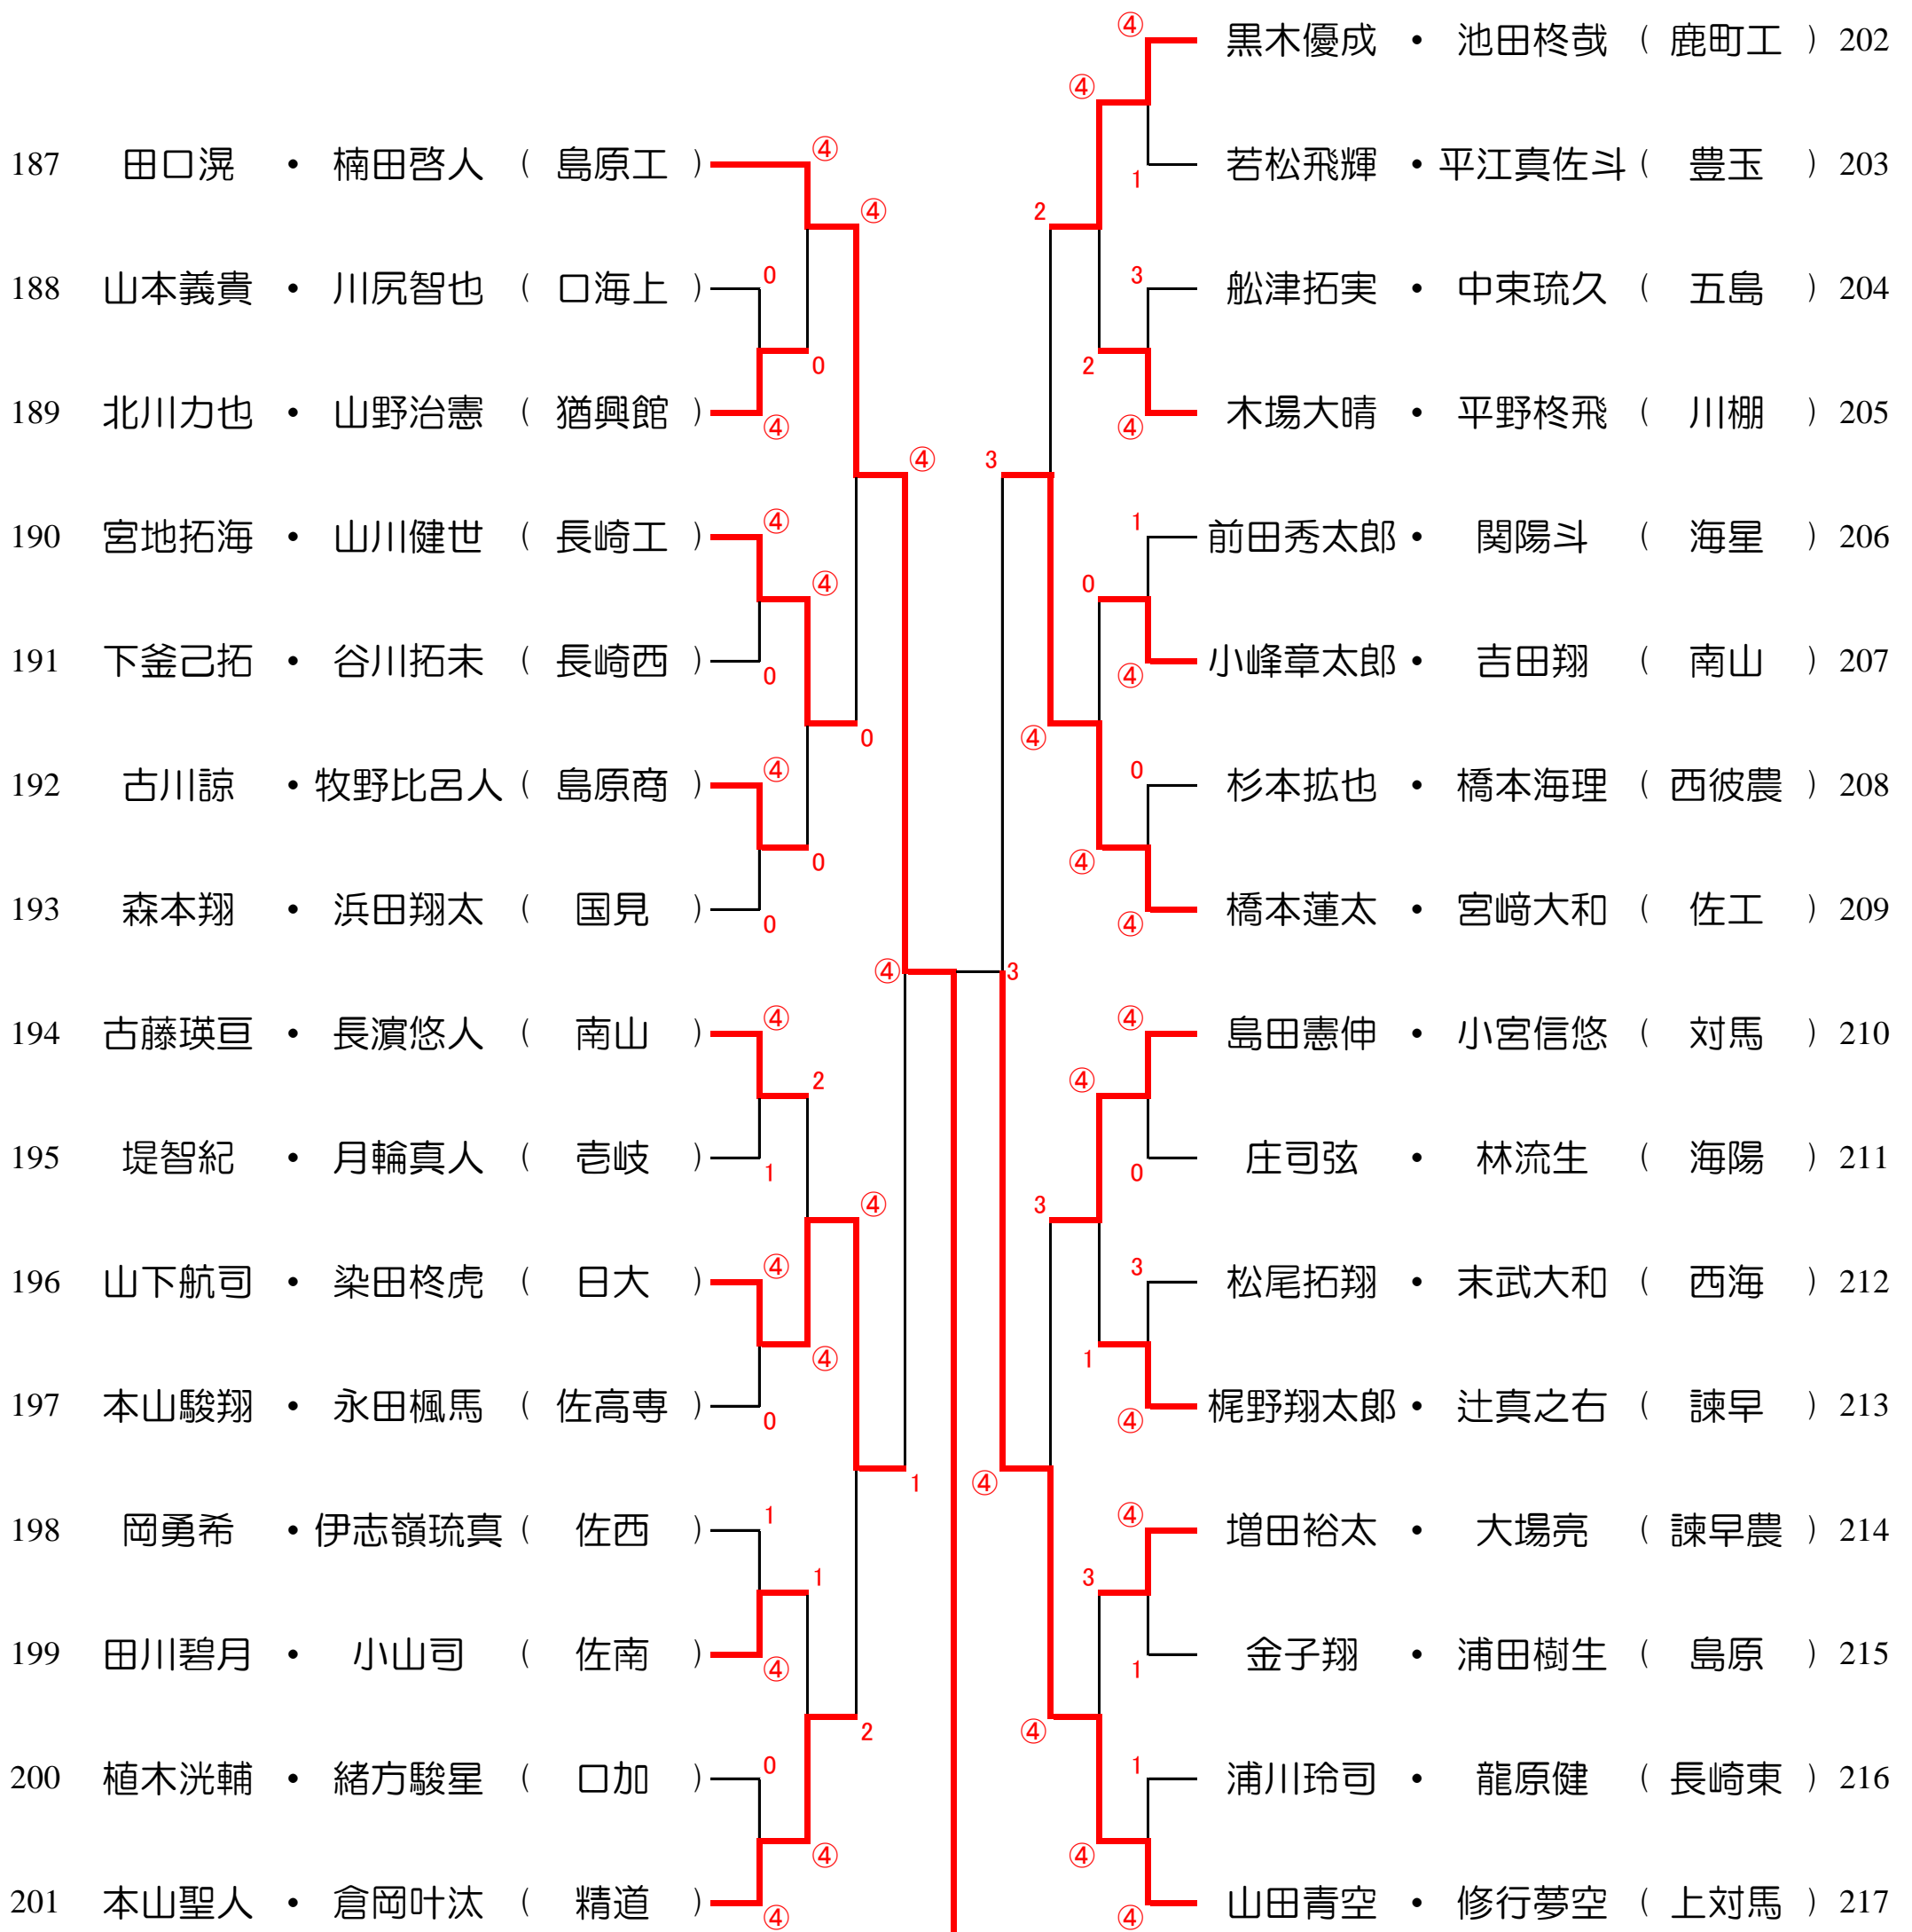 187 田口滉 ・ 楠田啓人 ( 島原工 )
188 山本義貴 ・ 川尻智也 ( 口海上 )
189 北川力也 ・ 山野治憲 ( 猶興館 )
190 宮地拓海 ・ 山川健世 ( 長崎工 )
191 下釜己拓 ・ 谷川拓未 ( 長崎西 )
192 古川諒 ・ 牧野比呂人 ( 島原商 )
193 森本翔 ・ 浜田翔太 ( 国見 )
194 古藤瑛亘 ・ 長濵悠人 ( 南山 )
195 堤智紀 ・ 月輪真人 ( 壱岐 )
196 山下航司 ・ 染田柊虎 ( 日大 )
197 本山駿翔 ・ 永田楓馬 ( 佐高専 )
198 岡勇希 ・ 伊志嶺琉真 ( 佐西 )
199 田川碧月 ・ 小山司 ( 佐南 )
200 植木洸輔 ・ 緒方駿星 ( 口加 )
201 本山聖人 ・ 倉岡叶汰 ( 精道 )
④
0
④
0
④
④
0
④
0
④
0
④
0
0
④
④
1
2
④
0
④
④
1
④
1
0
④
④
2
1
④
黒木優成 ・ 池田柊哉 ( 鹿町工 ) 202
若松飛輝 ・ 平江真佐斗 ( 豊玉 ) 203
舩津拓実 ・ 中束琉久 ( 五島 ) 204
木場大晴 ・ 平野柊飛 ( 川棚 ) 205
前田秀太郎 ・ 関陽斗 ( 海星 ) 206
小峰章太郎 ・ 吉田翔 ( 南山 ) 207
杉本拡也 ・ 橋本海理 ( 西彼農 ) 208
橋本蓮太 ・ 宮﨑大和 ( 佐工 ) 209
島田憲伸 ・ 小宮信悠 ( 対馬 ) 210
庄司弦 ・ 林流生 ( 海陽 ) 211
松尾拓翔 ・ 末武大和 ( 西海 ) 212
梶野翔太郎 ・ 辻真之右 ( 諫早 ) 213
増田裕太 ・ 大場亮 ( 諫早農 ) 214
金子翔 ・ 浦田樹生 ( 島原 ) 215
浦川玲司 ・ 龍原健 ( 長崎東 ) 216
山田青空 ・ 修行夢空 ( 上対馬 ) 217
④
④
1
2
3
2
④
3
1
0
④
④
0
④
④
3
④
④
0
3
3
1
④
④
④
3
1
④
1
④
④